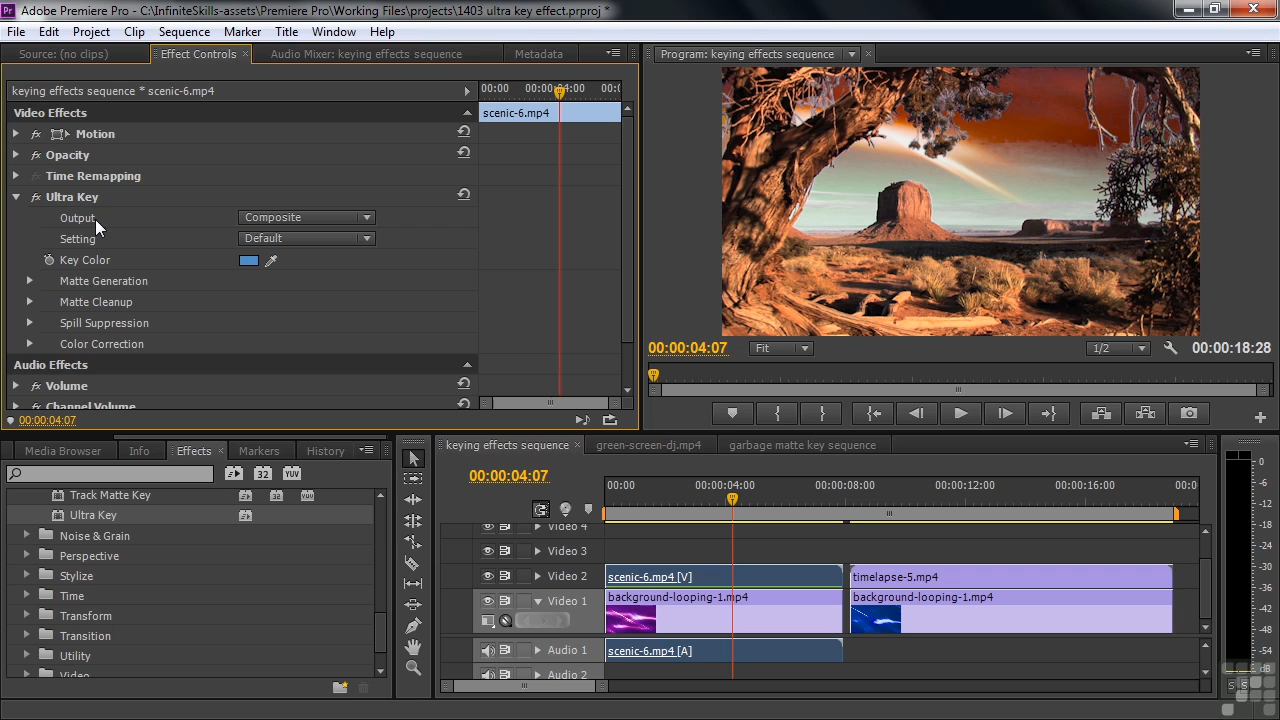 Adobe Premiere Pro - C:\InfiniteSkills-assets\Premiere Pro\Working Files\projects\1403 ultra key effect.prproj *
File Edit Project Clip Sequence Marker Title Window Help
Source: (no clips) Effect Controls Audio Mixer: keying effects sequence Metadata
Program: keying effects sequence
keying effects sequence * scenic-6.mp4
00:00 00:00:04:00 00:(
Video Effects
scenic-6.mp4
fx Motion
fx Opacity
fx Time Remapping
fx Ultra Key
Output Composite
Setting Default
Key Color
Matte Generation
Matte Cleanup
Spill Suppression
Color Correction
Audio Effects
fx Volume
fx Channel Volume
00:00:04:07
00:00:04:07 Fit 1/2 00:00:18:28
Media Browser Info Effects Markers History
32 YUV
Track Matte Key
Ultra Key
Noise & Grain
Perspective
Stylize
Time
Transform
Transition
Utility
Video
keying effects sequence green-screen-dj.mp4 garbage matte key sequence
00:00:04:07
00:00 00:00:04:00 00:00:08:00 00:00:12:00 00:00:16:00 00:0
Video 4
Video 3
Video 2 scenic-6.mp4 [V] timelapse-5.mp4
Video 1 background-looping-1.mp4 background-looping-1.mp4
Audio 1 scenic-6.mp4 [A]
Audio 2
0
-6
-12
-18
-24
-30
-36
-42
-48
-54
dB
S S